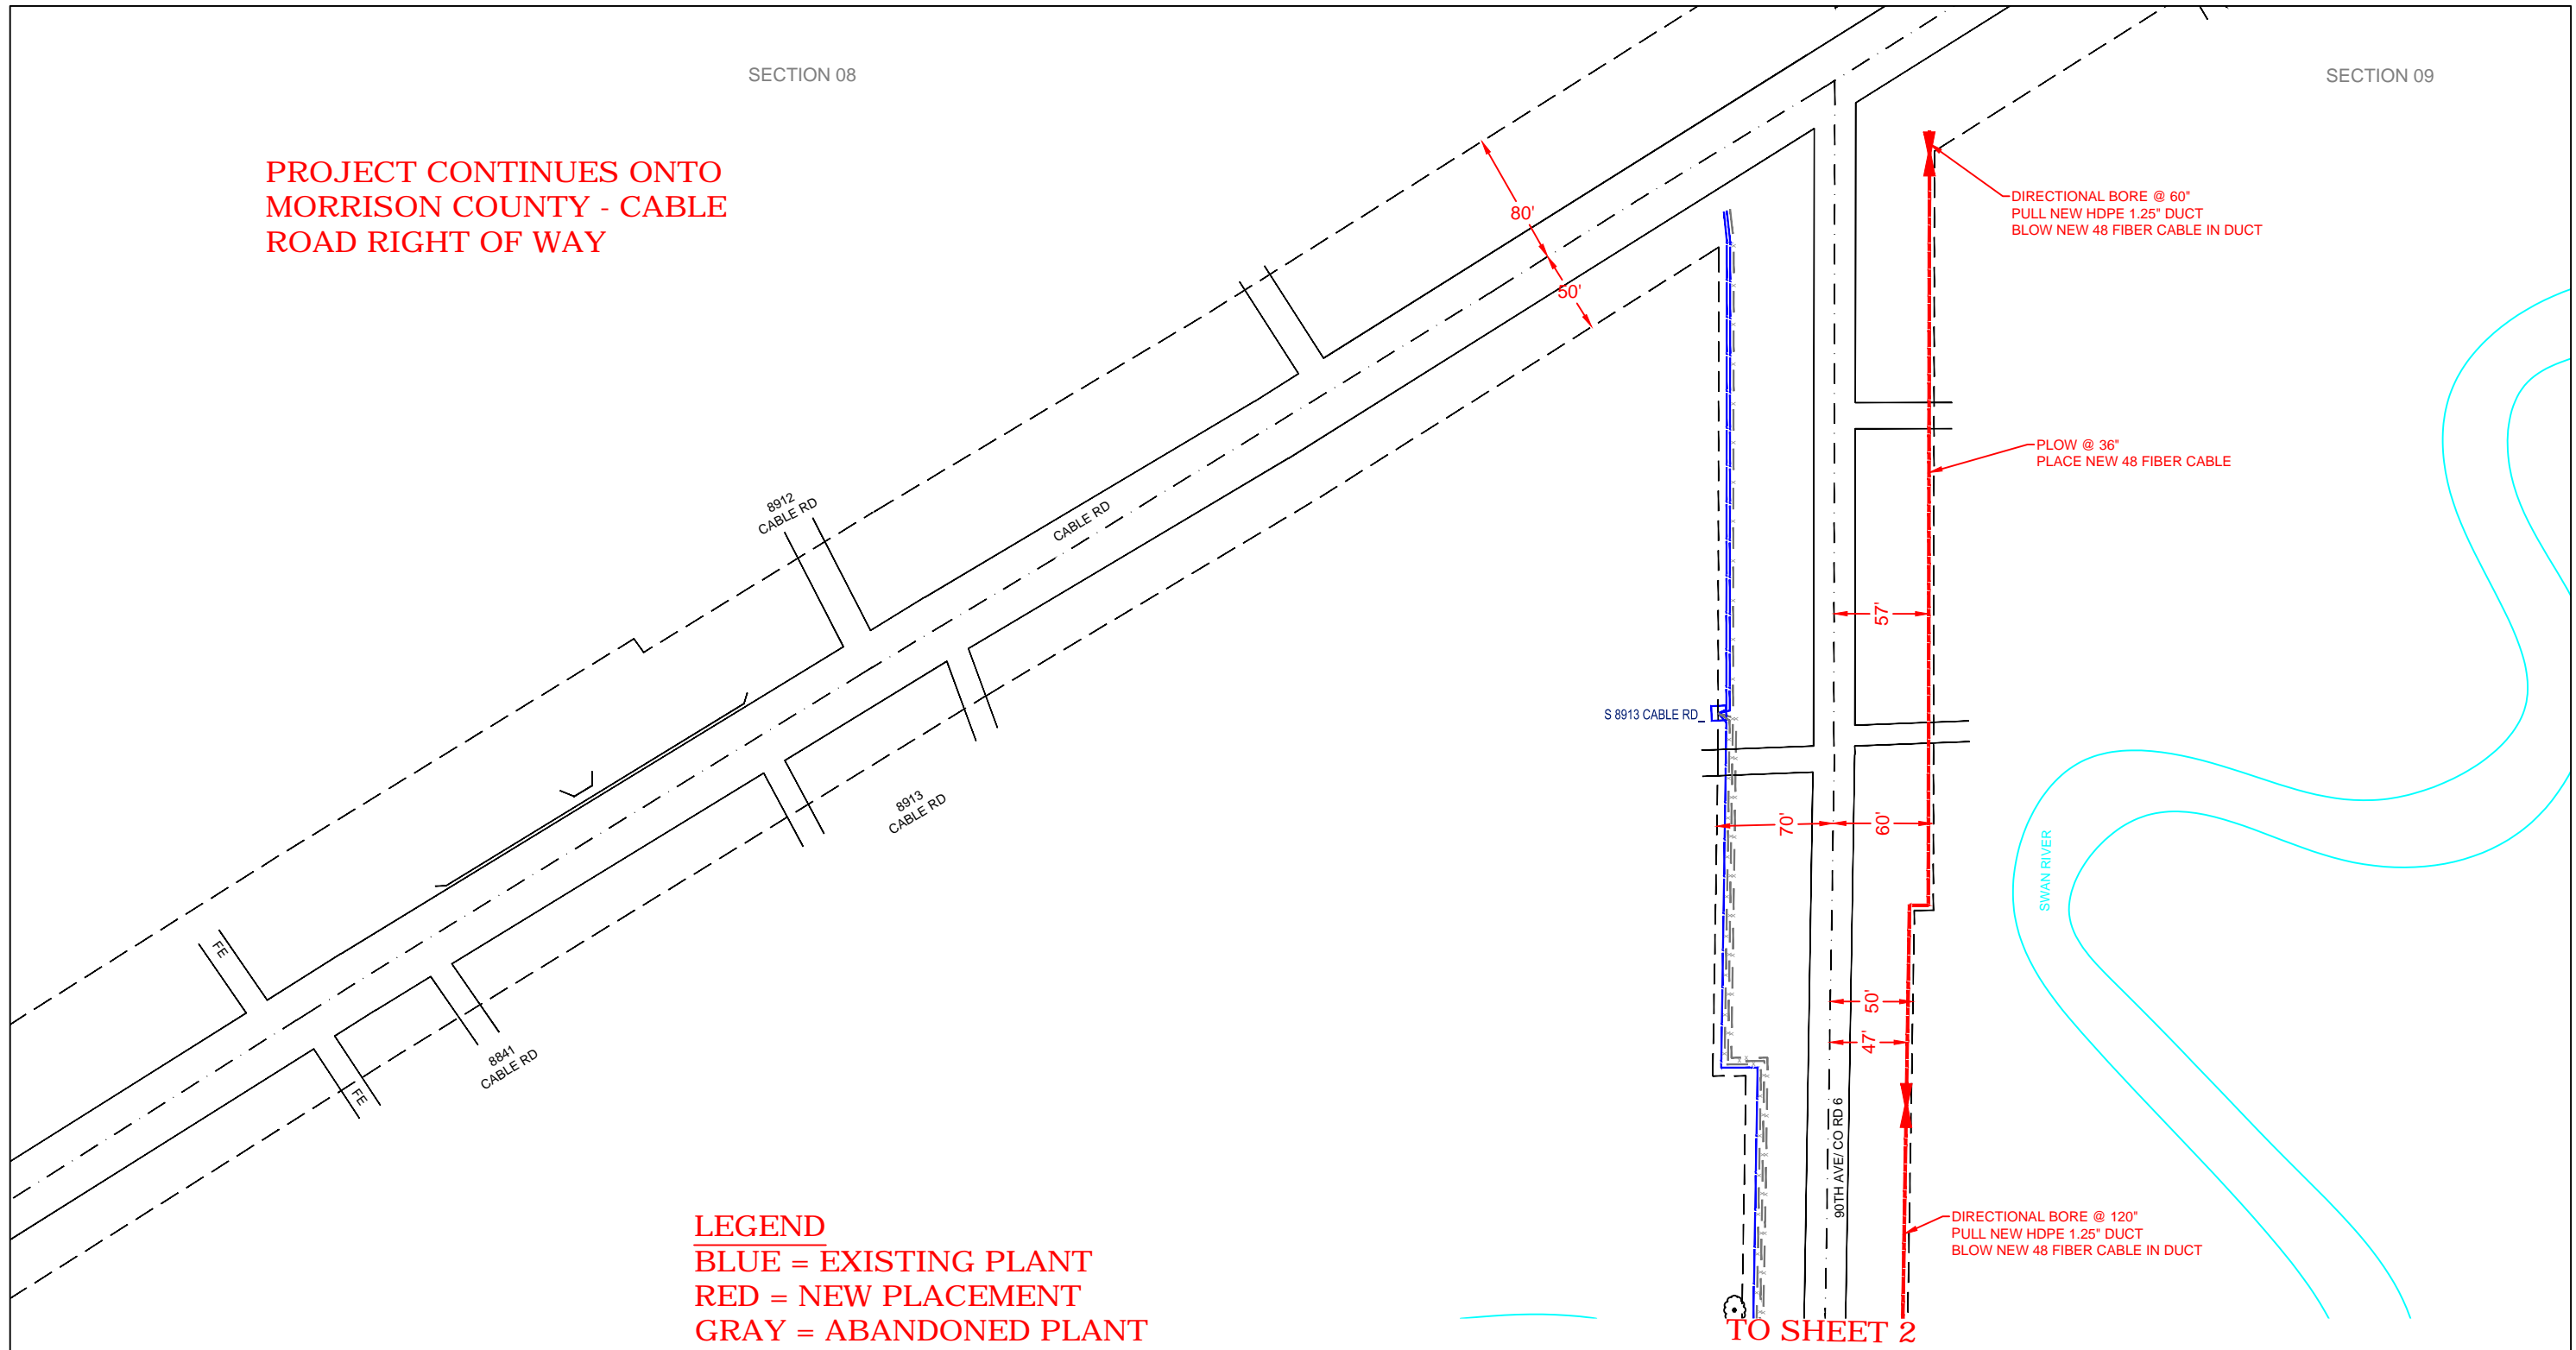 SECTION 08
SECTION 09
PROJECT CONTINUES ONTO
MORRISON COUNTY - CABLE
ROAD RIGHT OF WAY
80'
50'
DIRECTIONAL BORE @ 60"
PULL NEW HDPE 1.25" DUCT
BLOW NEW 48 FIBER CABLE IN DUCT
PLOW @ 36"
PLACE NEW 48 FIBER CABLE
8912
CABLE RD
CABLE RD
57'
S 8913 CABLE RD
8913
CABLE RD
70'
60'
SWAN RIVER
FE
50'
47'
8841
CABLE RD
FE
90TH AVE/ CO RD 6
DIRECTIONAL BORE @ 120"
PULL NEW HDPE 1.25" DUCT
BLOW NEW 48 FIBER CABLE IN DUCT
LEGEND
BLUE = EXISTING PLANT
RED = NEW PLACEMENT
GRAY = ABANDONED PLANT
TO SHEET 2